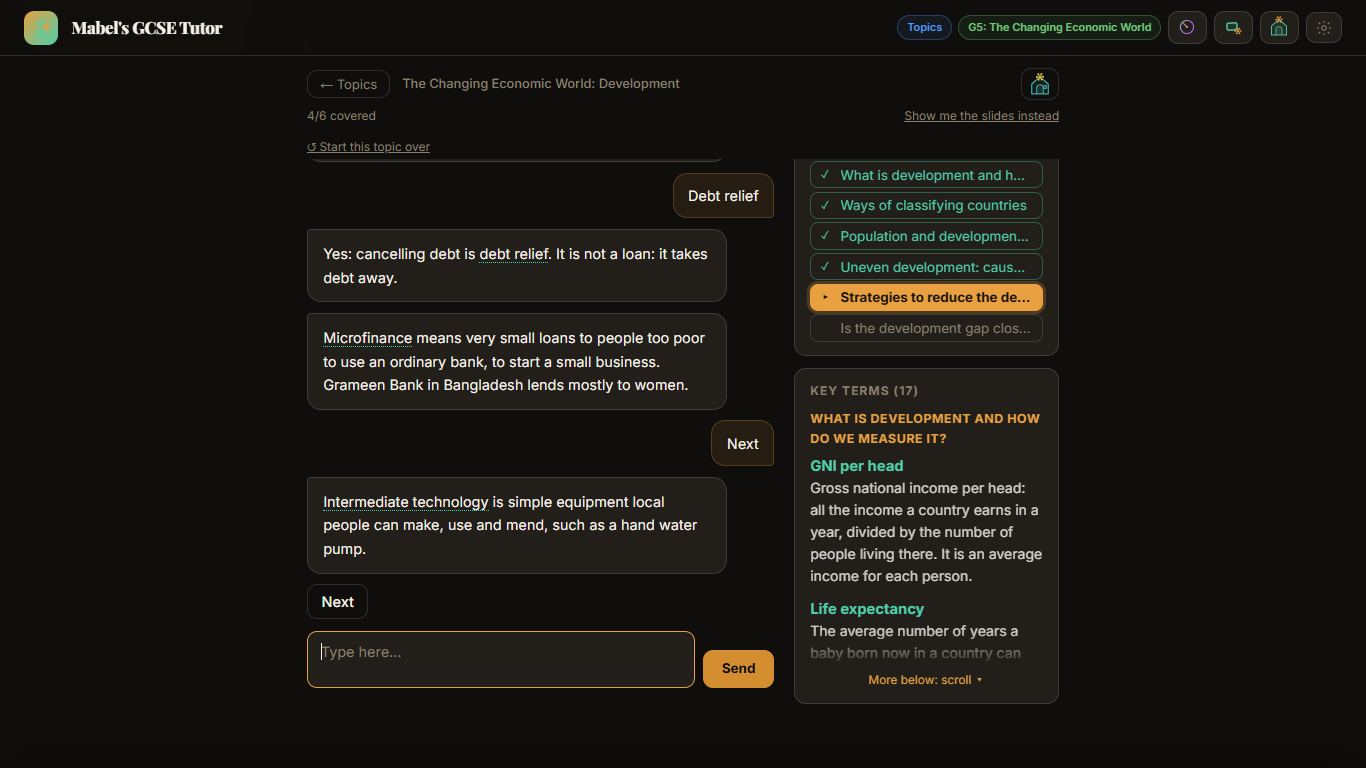 Mabel's GCSE Tutor
Topics
G5: The Changing Economic World
← Topics
The Changing Economic World: Development
4/6 covered
Show me the slides instead
↺ Start this topic over
Debt relief
Yes: cancelling debt is debt relief. It is not a loan: it takes
debt away.
Microfinance means very small loans to people too poor
to use an ordinary bank, to start a small business.
Grameen Bank in Bangladesh lends mostly to women.
Next
Intermediate technology is simple equipment local
people can make, use and mend, such as a hand water
pump.
Next
Type here...
Send
✓ What is development and h...
✓ Ways of classifying countries
✓ Population and developmen...
✓ Uneven development: caus...
▸ Strategies to reduce the de...
Is the development gap clos...
KEY TERMS (17)
WHAT IS DEVELOPMENT AND HOW
DO WE MEASURE IT?
GNI per head
Gross national income per head:
all the income a country earns in a
year, divided by the number of
people living there. It is an average
income for each person.
Life expectancy
The average number of years a
baby born now in a country can
More below: scroll ▾